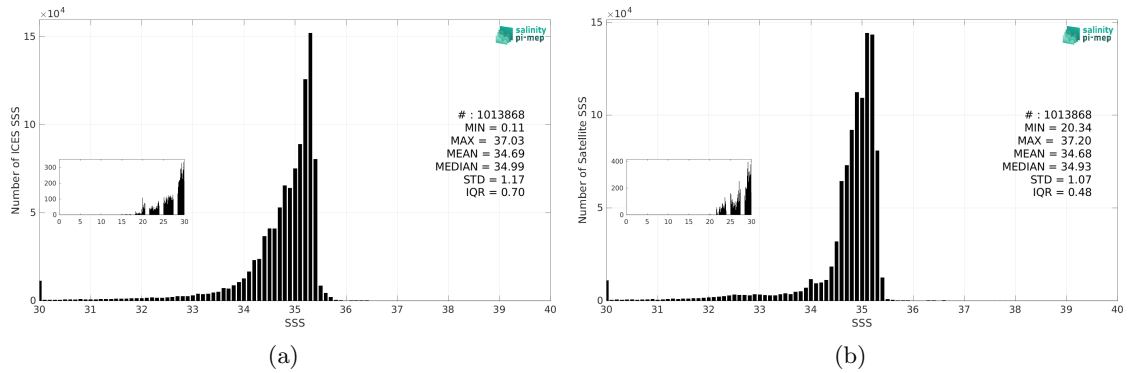 ×10⁴
15
10
5
0
Number of ICES SSS
salinity
pi-mep
# : 1013868
MIN = 0.11
MAX = 37.03
MEAN = 34.69
MEDIAN = 34.99
STD = 1.17
IQR = 0.70
300
200
100
0
0 5 10 15 20 25 30
30 31 32 33 34 35 36 37 38 39 40
SSS
(a)
×10⁴
15
10
5
0
Number of Satellite SSS
salinity
pi-mep
# : 1013868
MIN = 20.34
MAX = 37.20
MEAN = 34.68
MEDIAN = 34.93
STD = 1.07
IQR = 0.48
400
200
0
0 5 10 15 20 25 30
30 31 32 33 34 35 36 37 38 39 40
SSS
(b)